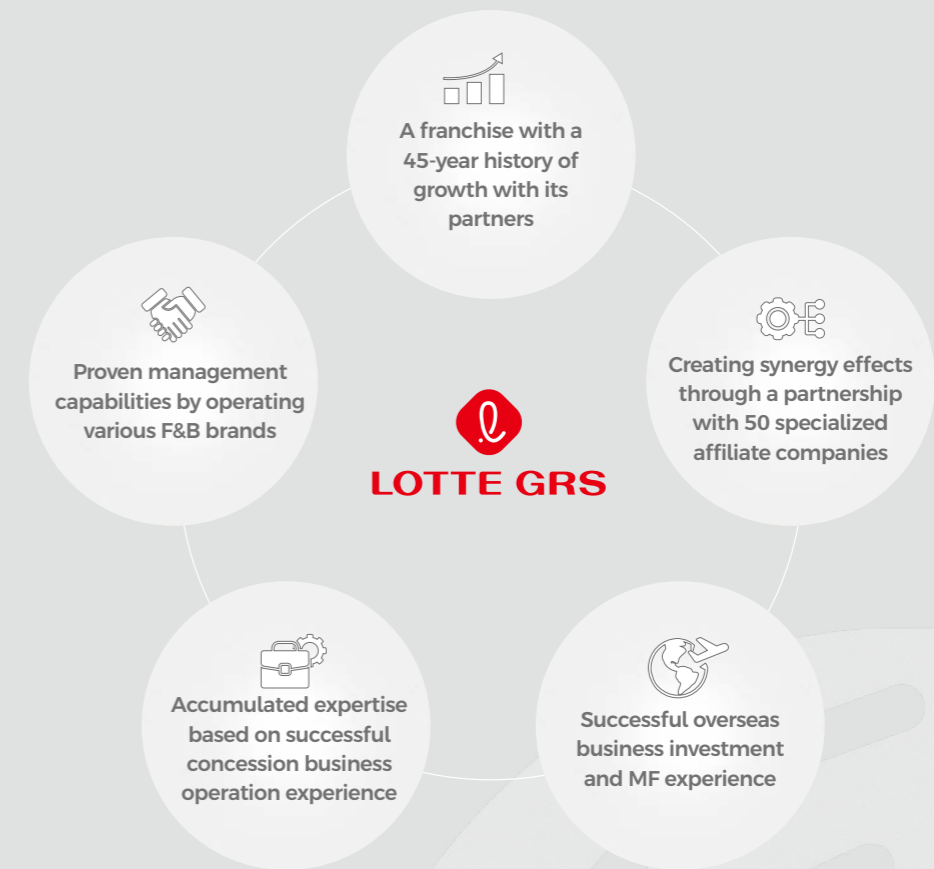 A franchise with a
45-year history of
growth with its
partners
Proven management
capabilities by operating
various F&B brands
Creating synergy effects
through a partnership
with 50 specialized
affiliate companies
LOTTE GRS
Accumulated expertise
based on successful
concession business
operation experience
Successful overseas
business investment
and MF experience